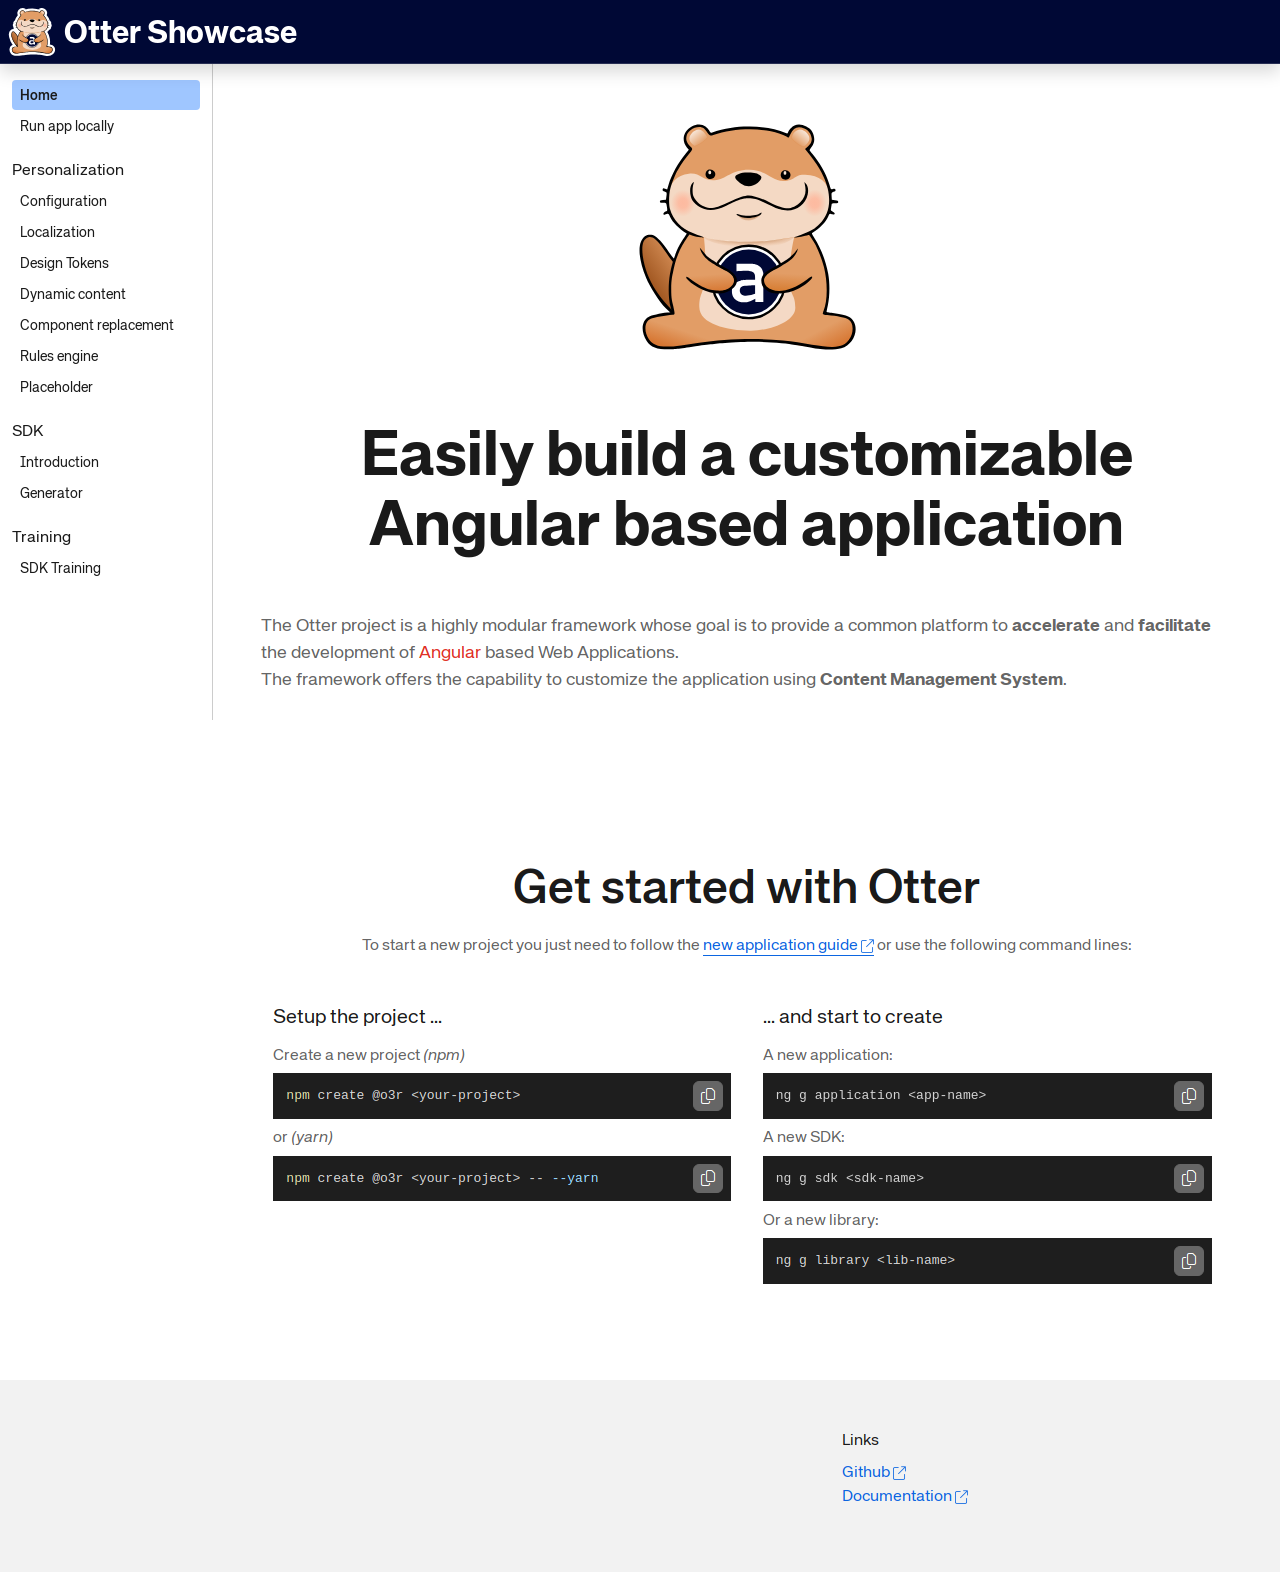 Otter Showcase
Home
Run app locally
Personalization
Configuration
Localization
Design Tokens
Dynamic content
Component replacement
Rules engine
Placeholder
SDK
Introduction
Generator
Training
SDK Training
a
Easily build a customizable
Angular based application
The Otter project is a highly modular framework whose goal is to provide a common platform to accelerate and facilitate
the development of Angular based Web Applications.
The framework offers the capability to customize the application using Content Management System.
Get started with Otter
To start a new project you just need to follow the new application guide or use the following command lines:
Setup the project ...
Create a new project (npm)
npm create @o3r <your-project>
or (yarn)
npm create @o3r <your-project> -- --yarn
... and start to create
A new application:
ng g application <app-name>
A new SDK:
ng g sdk <sdk-name>
Or a new library:
ng g library <lib-name>
Links
Github
Documentation